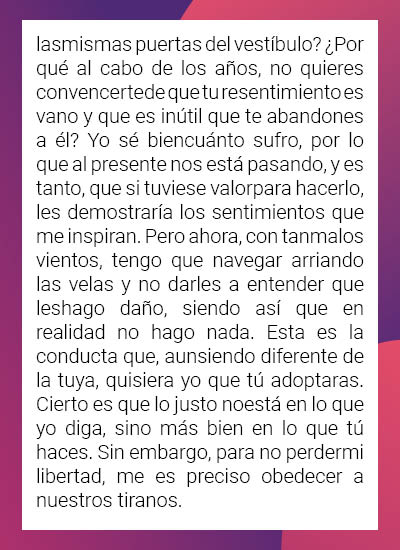 lasmismas puertas del vestíbulo? ¿Por
qué al cabo de los años, no quieres
convencertede que tu resentimiento es
vano y que es inútil que te abandones
a él? Yo sé biencuánto sufro, por lo
que al presente nos está pasando, y es
tanto, que si tuviese valorpara hacerlo,
les demostraría los sentimientos que
me inspiran. Pero ahora, con tanmalos
vientos, tengo que navegar arriando
las velas y no darles a entender que
leshago daño, siendo así que en
realidad no hago nada. Esta es la
conducta que, aunsiendo diferente de
la tuya, quisiera yo que tú adoptaras.
Cierto es que lo justo noestá en lo que
yo diga, sino más bien en lo que tú
haces. Sin embargo, para no perdermi
libertad, me es preciso obedecer a
nuestros tiranos.